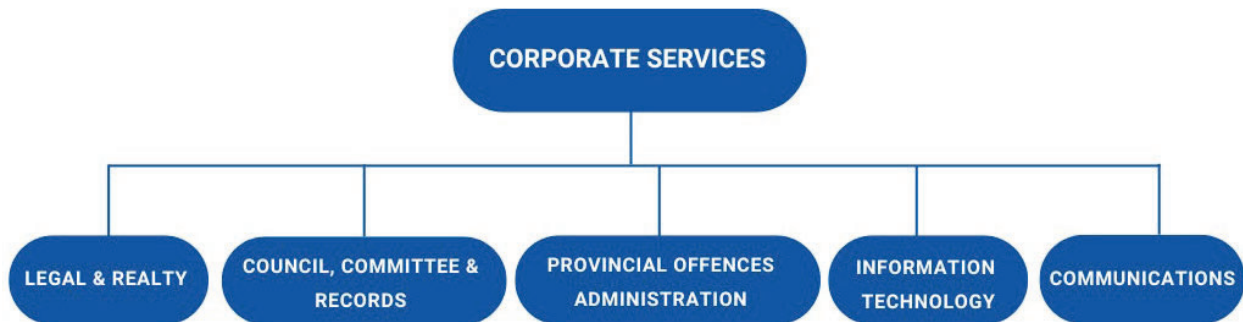 CORPORATE SERVICES
LEGAL & REALTY
COUNCIL, COMMITTEE &
RECORDS
PROVINCIAL OFFENCES
ADMINISTRATION
INFORMATION
TECHNOLOGY
COMMUNICATIONS